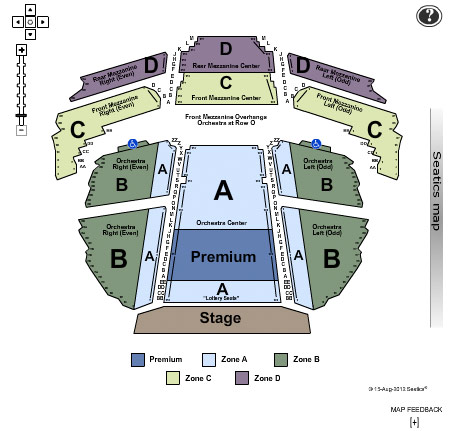 ?
D
Rear Mezzanine Center
C
Front Mezzanine Center
Rear Mezzanine
Right (Even)
D
D
Rear Mezzanine
Left (Odd)
Front Mezzanine
Right (Even)
C
Front Mezzanine
Left (Odd)
C
Front Mezzanine Overhange
Orchestra at Row O
Orchestra
Right (Even)
B
A
A
Orchestra Center
A
Orchestra
Left (Odd)
B
Orchestra
Right (Even)
B
A
Premium
A
"Lottery Seats"
A
Orchestra
Left (Odd)
B
Stage
Premium
Zone A
Zone B
Zone C
Zone D
Seatics map
© 15-Aug-2012 Seatics®
MAP FEEDBACK
[+]